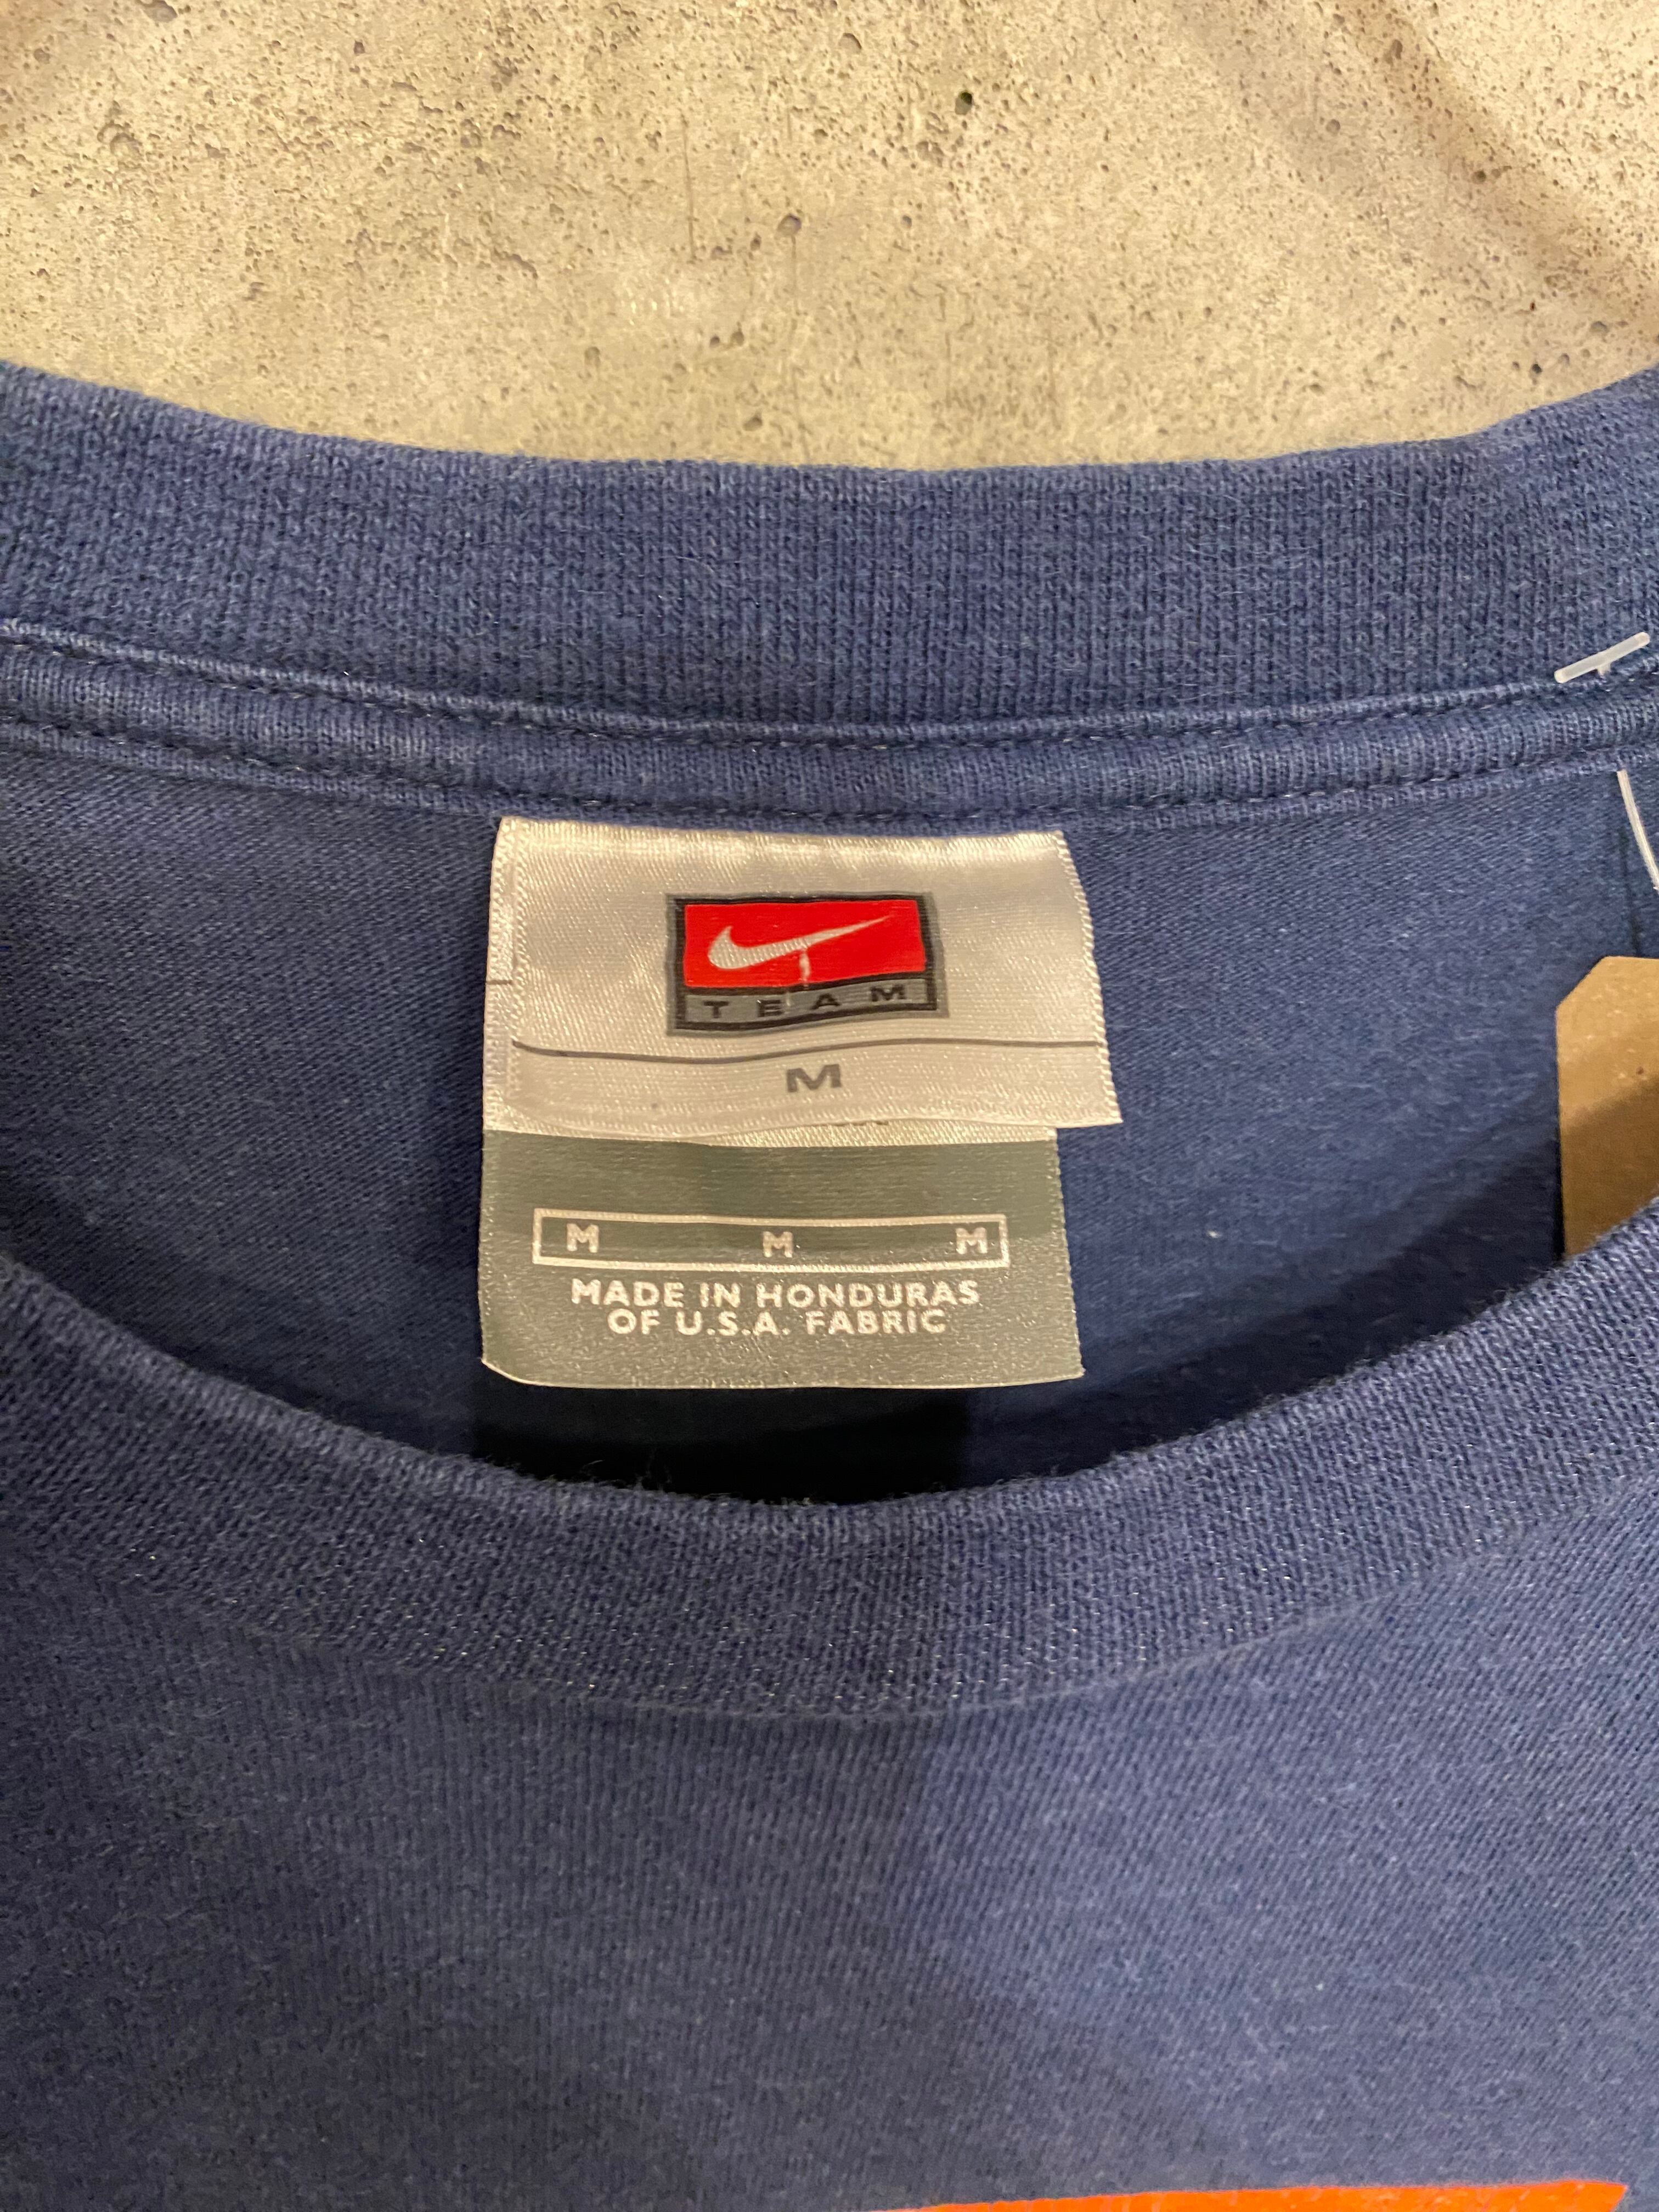 TEAM
M
M M M
MADE IN HONDURAS
OF U.S.A. FABRIC